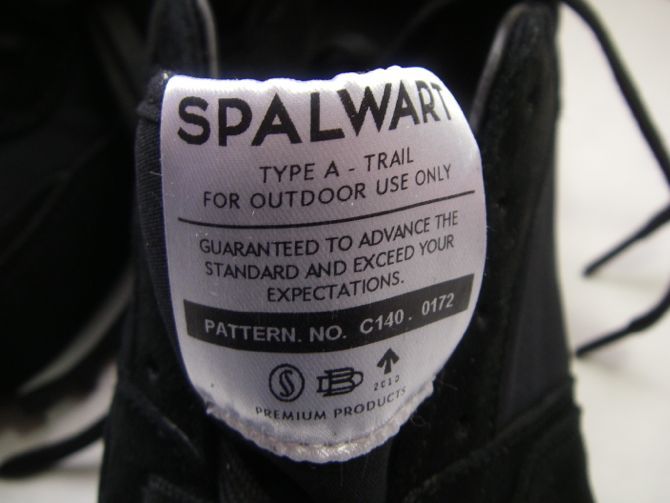 SPALWART
TYPE A - TRAIL
FOR OUTDOOR USE ONLY
GUARANTEED TO ADVANCE THE
STANDARD AND EXCEED YOUR
EXPECTATIONS.
PATTERN. NO. C140. 0172
S DB 2012
PREMIUM PRODUCTS